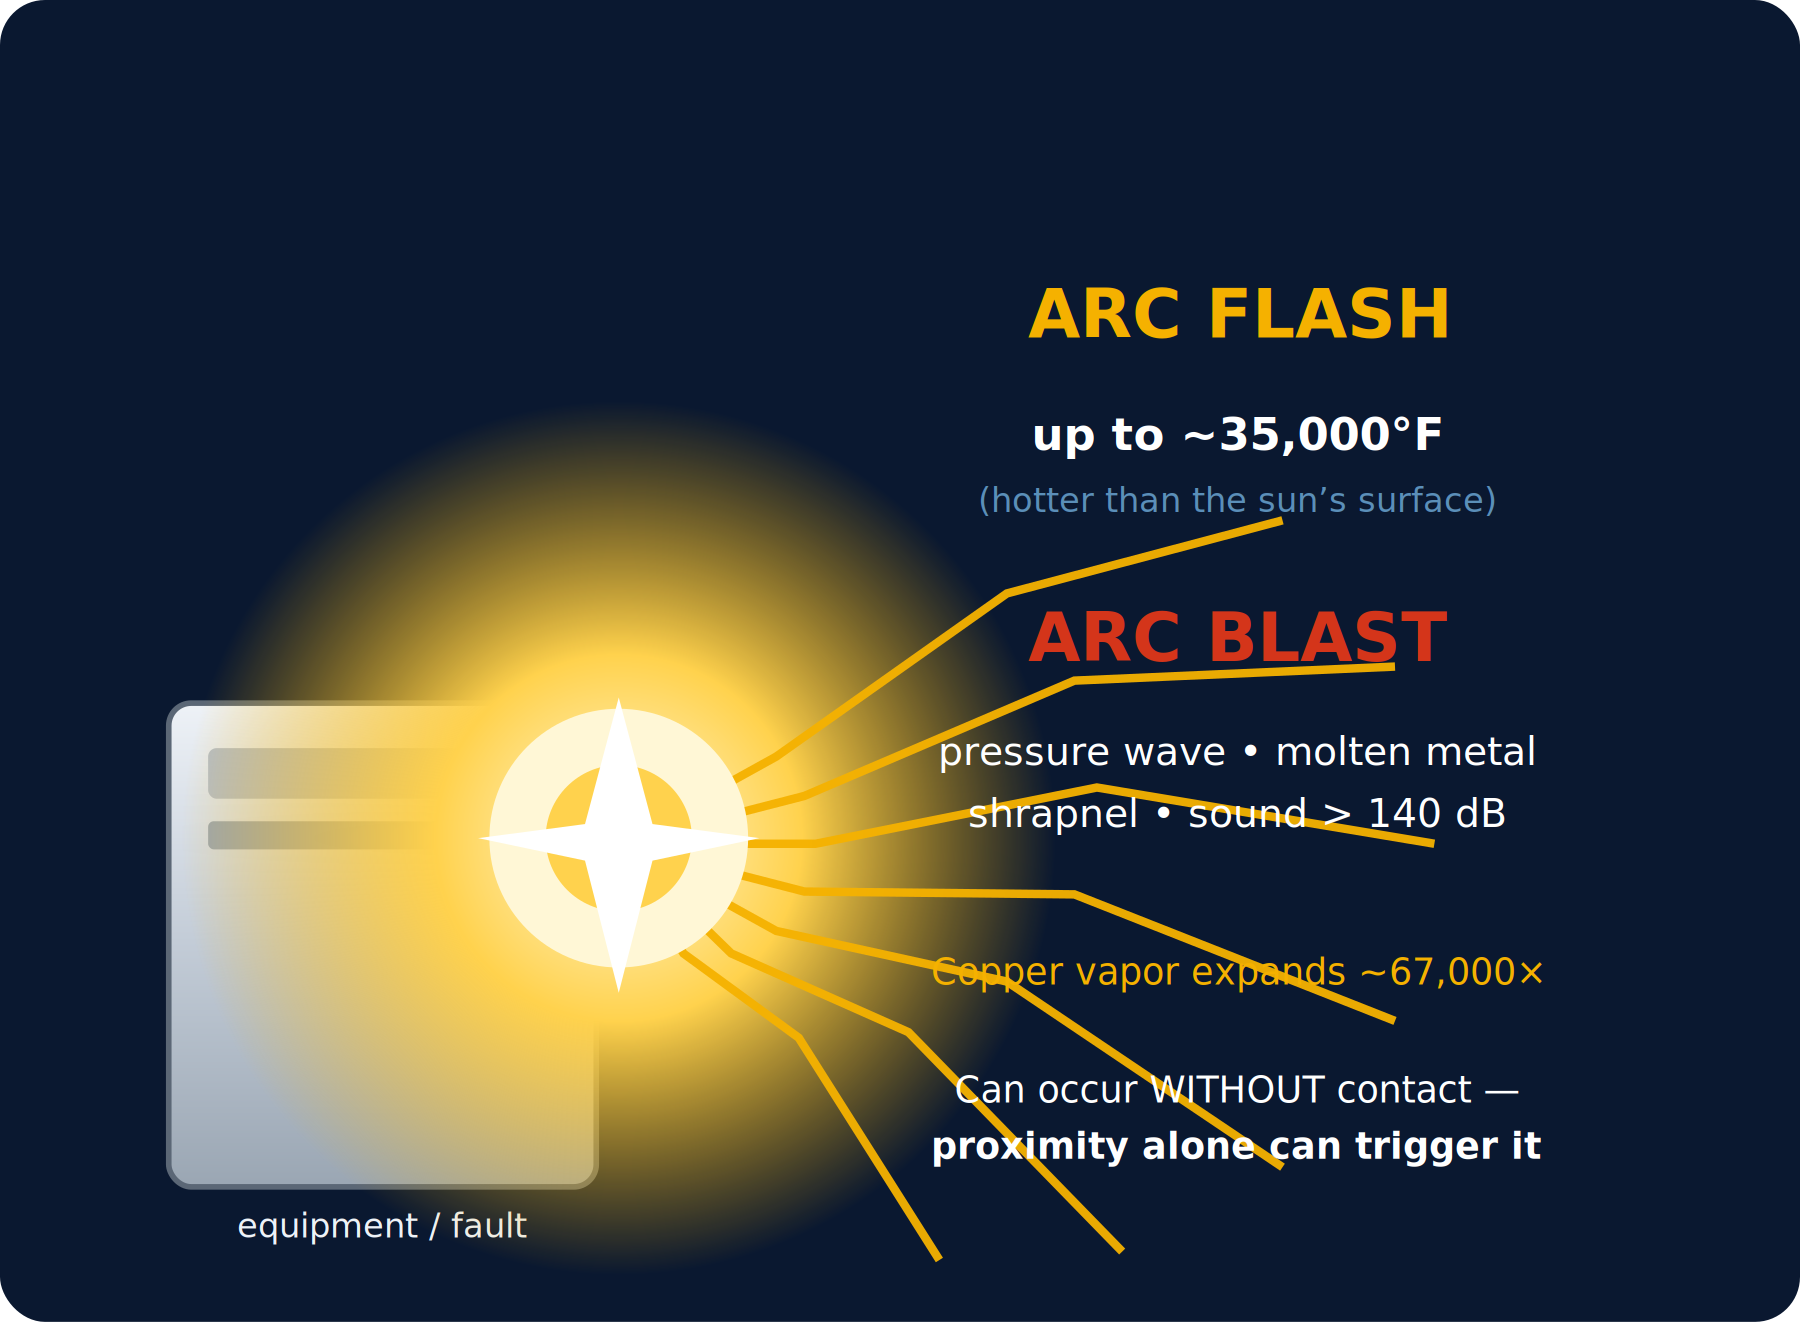 ARC FLASH
up to ~35,000°F
(hotter than the sun’s surface)
ARC BLAST
pressure wave • molten metal
shrapnel • sound > 140 dB
Copper vapor expands ~67,000×
Can occur WITHOUT contact —
proximity alone can trigger it
equipment / fault